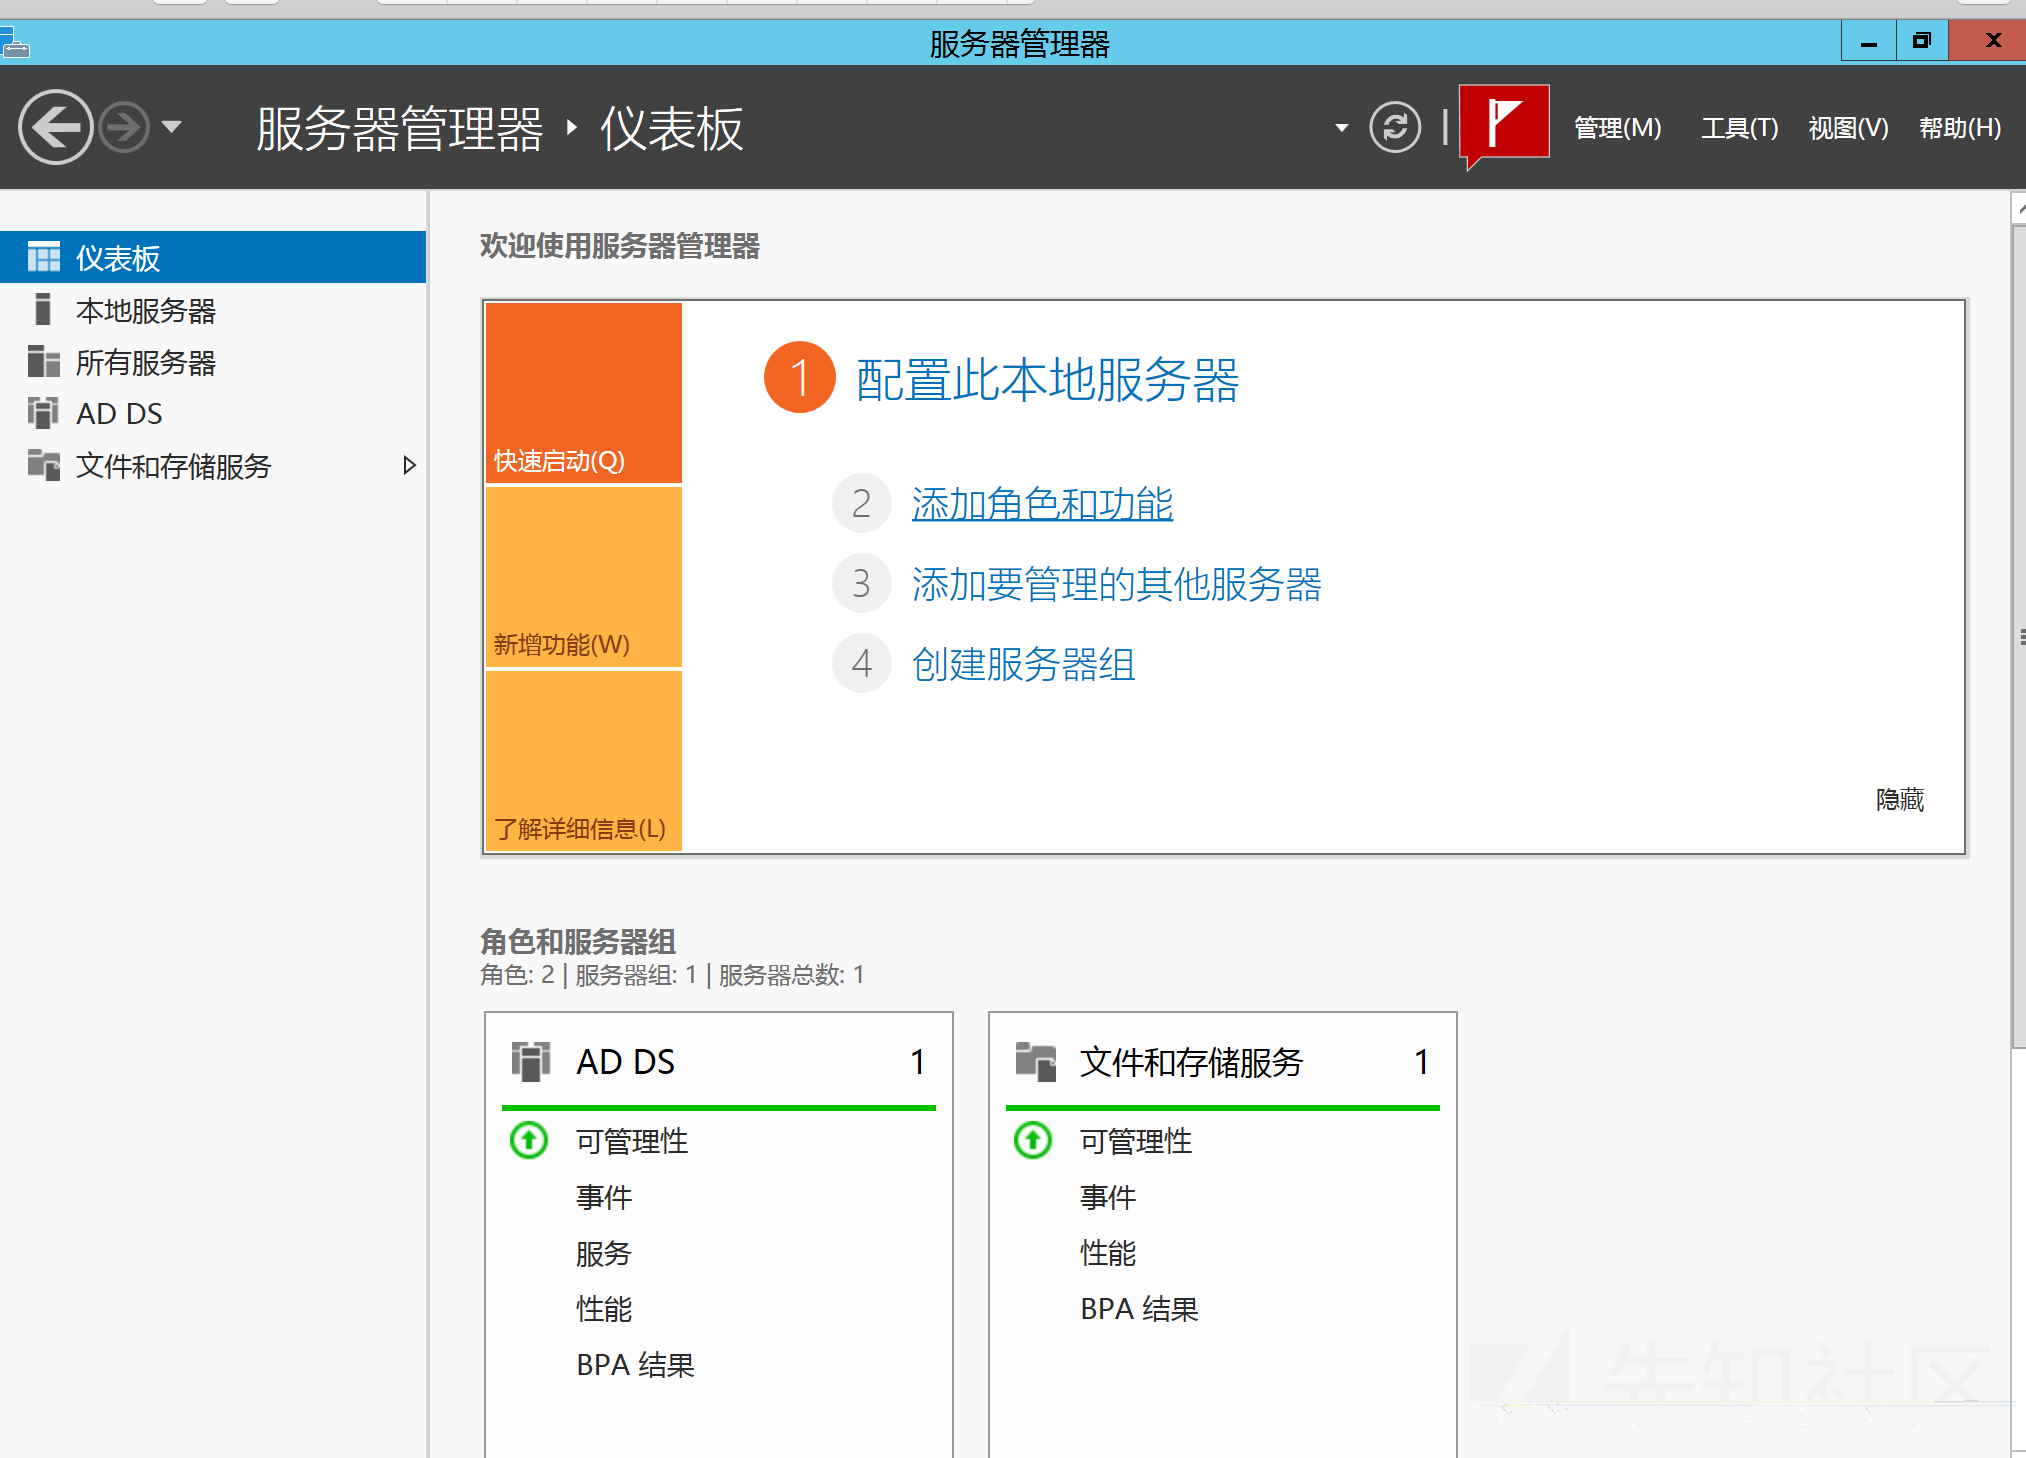 服务器管理器
服务器管理器 仪表板
管理(M) 工具(T) 视图(V) 帮助(H)
仪表板
本地服务器
所有服务器
AD DS
文件和存储服务
欢迎使用服务器管理器
快速启动(Q)
新增功能(W)
了解详细信息(L)
1 配置此本地服务器
2 添加角色和功能
3 添加要管理的其他服务器
4 创建服务器组
隐藏
角色和服务器组
角色: 2 | 服务器组: 1 | 服务器总数: 1
AD DS 1
可管理性
事件
服务
性能
BPA 结果
文件和存储服务 1
可管理性
事件
性能
BPA 结果
先知社区